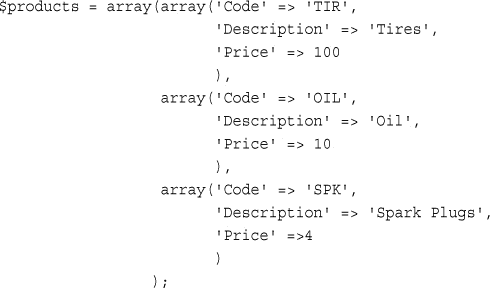 $products = array(array('Code' => 'TIR',
'Description' => 'Tires',
'Price' => 100
),
array('Code' => 'OIL',
'Description' => 'Oil',
'Price' => 10
),
array('Code' => 'SPK',
'Description' => 'Spark Plugs',
'Price' =>4
)
);